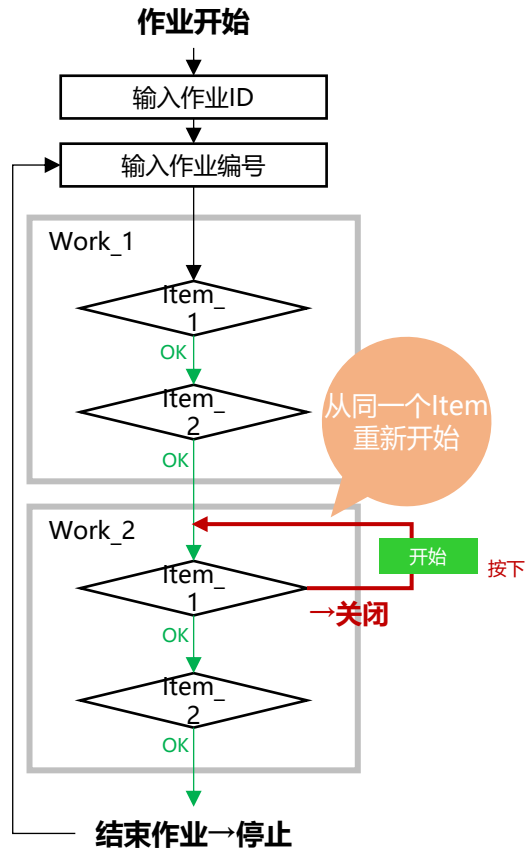 作业开始
输入作业ID
输入作业编号
Work_1
Item_
1
OK
Item_
2
OK
从同一个Item
重新开始
Work_2
开始
按下
Item_
1
→关闭
OK
Item_
2
OK
结束作业→停止